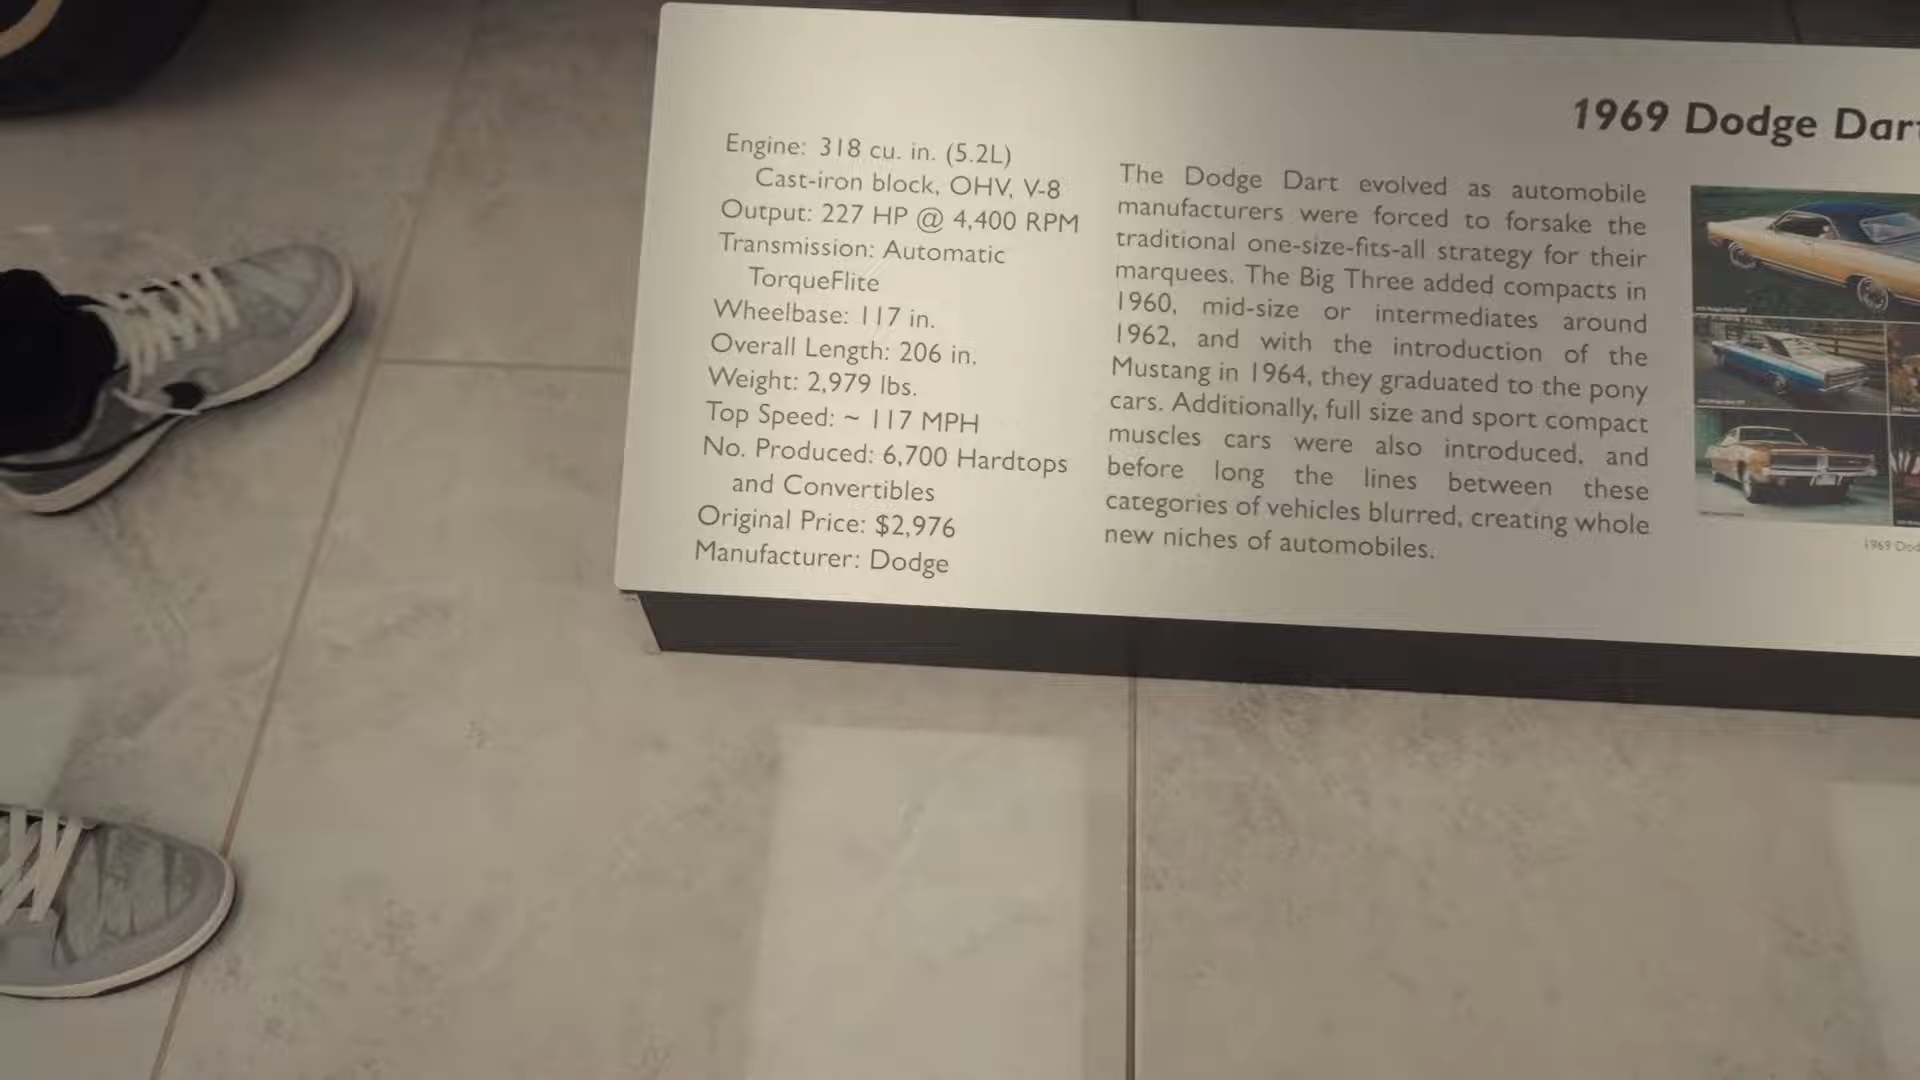 1969 Dodge Dart
Engine: 318 cu. in. (5.2L)
Cast-iron block, OHV, V-8
Output: 227 HP @ 4,400 RPM
Transmission: Automatic
TorqueFlite
Wheelbase: 117 in.
Overall Length: 206 in.
Weight: 2,979 lbs.
Top Speed: ~ 117 MPH
No. Produced: 6,700 Hardtops
and Convertibles
Original Price: $2,976
Manufacturer: Dodge
The Dodge Dart evolved as automobile
manufacturers were forced to forsake the
traditional one-size-fits-all strategy for their
marquees. The Big Three added compacts in
1960, mid-size or intermediates around
1962, and with the introduction of the
Mustang in 1964, they graduated to the pony
cars. Additionally, full size and sport compact
muscles cars were also introduced, and
before long the lines between these
categories of vehicles blurred, creating whole
new niches of automobiles.
1969 Dod